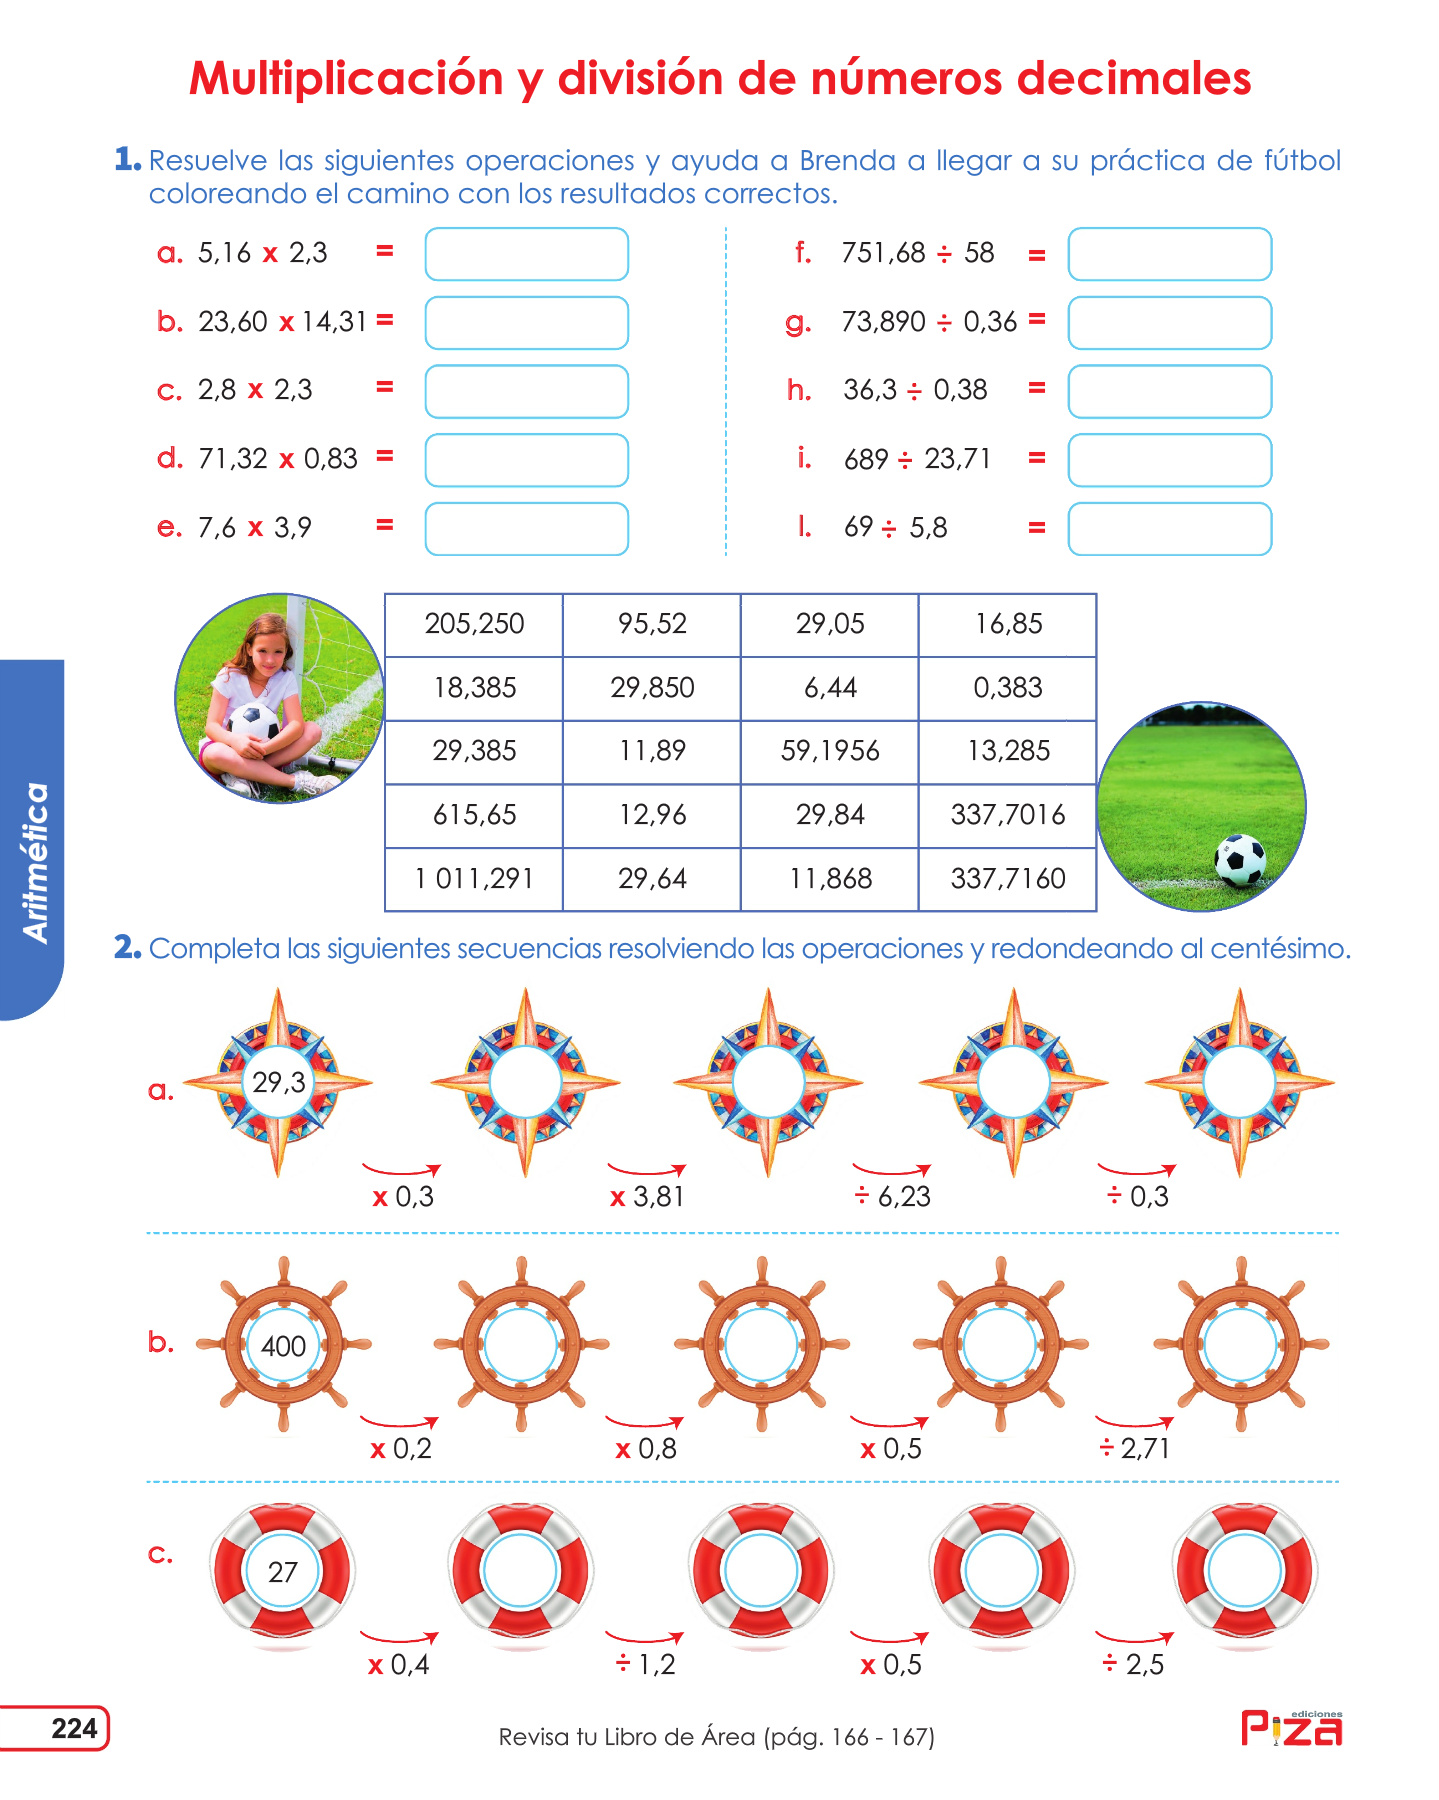 Multiplicación y división de números decimales
1. Resuelve las siguientes operaciones y ayuda a Brenda a llegar a su práctica de fútbol
coloreando el camino con los resultados correctos.
a. 5,16 x 2,3 =
b. 23,60 x 14,31 =
c. 2,8 x 2,3 =
d. 71,32 x 0,83 =
e. 7,6 x 3,9 =
f. 751,68 ÷ 58 =
g. 73,890 ÷ 0,36 =
h. 36,3 ÷ 0,38 =
i. 689 ÷ 23,71 =
l. 69 ÷ 5,8 =
205,250 95,52 29,05 16,85
18,385 29,850 6,44 0,383
29,385 11,89 59,1956 13,285
615,65 12,96 29,84 337,7016
1 011,291 29,64 11,868 337,7160
Aritmética
2. Completa las siguientes secuencias resolviendo las operaciones y redondeando al centésimo.
a. 29,3
x 0,3 x 3,81 ÷ 6,23 ÷ 0,3
b. 400
x 0,2 x 0,8 x 0,5 ÷ 2,71
c. 27
x 0,4 ÷ 1,2 x 0,5 ÷ 2,5
224
Revisa tu Libro de Área (pág. 166 - 167)
ediciones
Piza